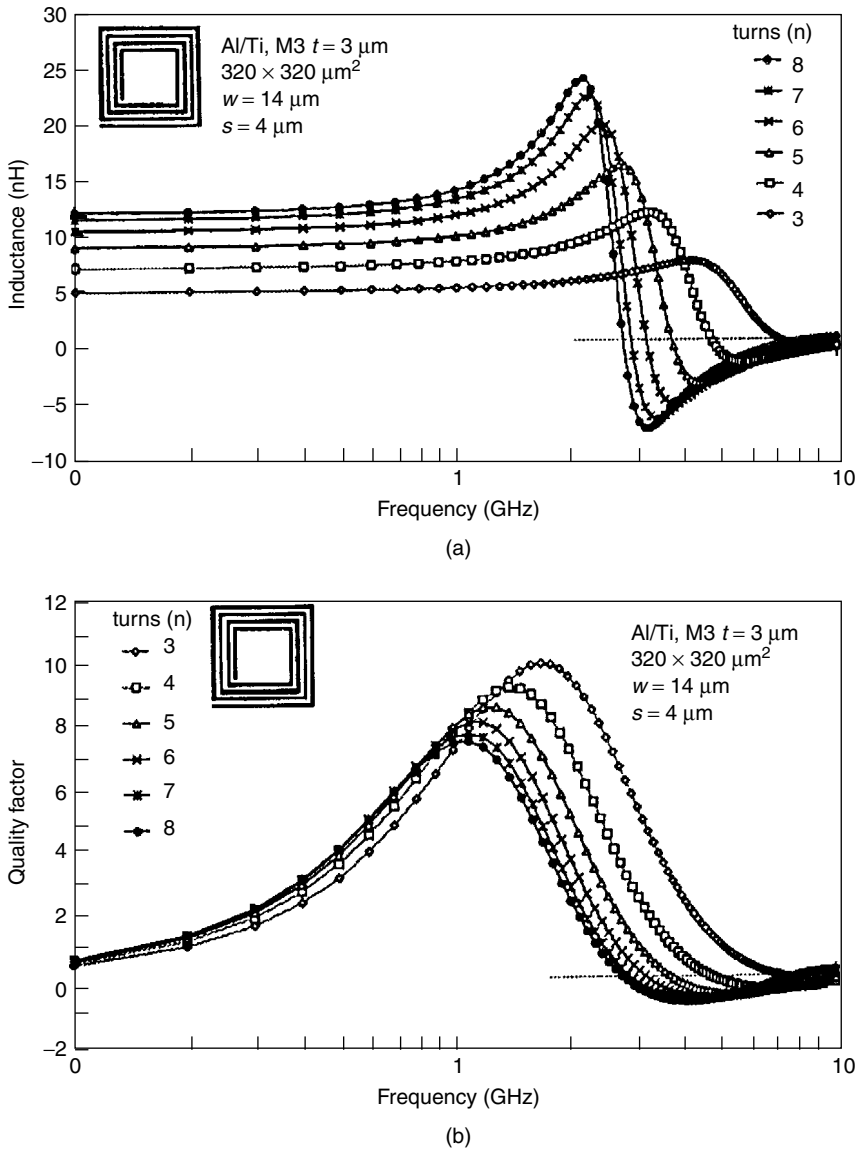 30
25
20
15
10
5
0
−5
−10
Inductance (nH)
Al/Ti, M3 t = 3 μm
320 × 320 μm²
w = 14 μm
s = 4 μm
turns (n)
8
7
6
5
4
3
0
1
10
Frequency (GHz)
(a)
12
10
8
6
4
2
0
−2
Quality factor
turns (n)
3
4
5
6
7
8
Al/Ti, M3 t = 3 μm
320 × 320 μm²
w = 14 μm
s = 4 μm
0
1
10
Frequency (GHz)
(b)